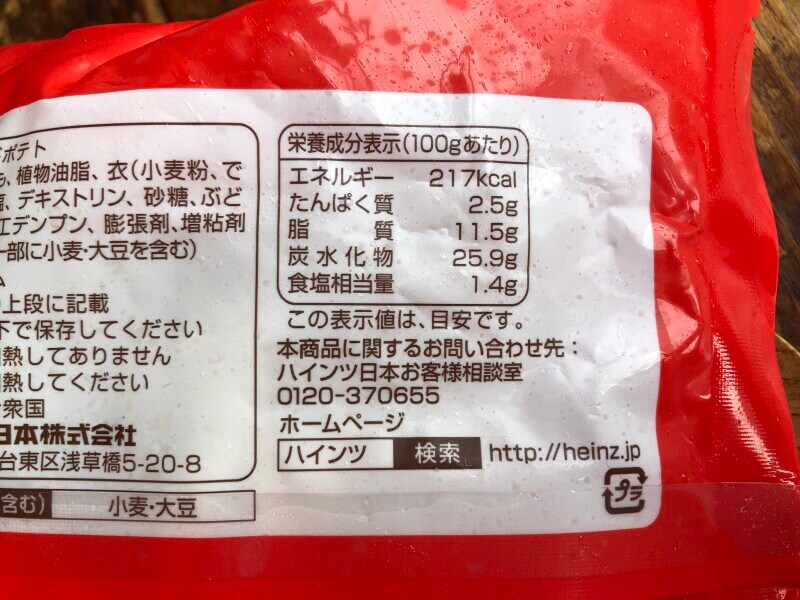 ポテト
植物油脂、衣(小麦粉、で
デキストリン、砂糖、ぶど
デンプン、膨張剤、増粘剤
一部に小麦・大豆を含む)
上段に記載
下で保存してください
熱してありません
熱してください
衆国
日本株式会社
台東区浅草橋5-20-8
含む) 小麦・大豆
栄養成分表示(100gあたり)
エネルギー 217kcal
たんぱく質 2.5g
脂 質 11.5g
炭水化物 25.9g
食塩相当量 1.4g
この表示値は、目安です。
本商品に関するお問い合わせ先:
ハインツ日本お客様相談室
0120-370655
ホームページ
ハインツ 検索 http://heinz.jp
プラ